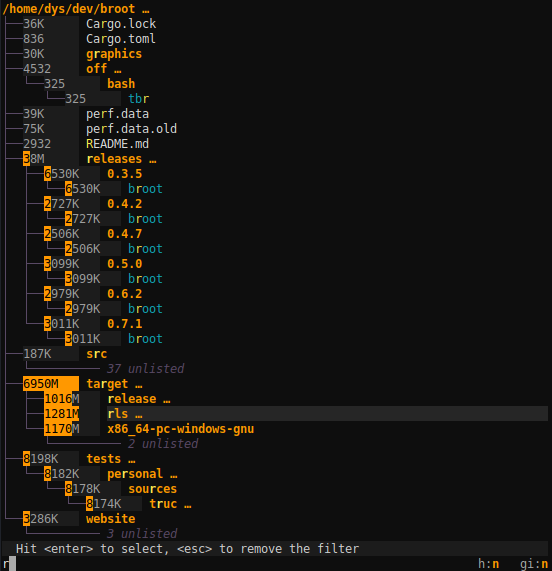 /home/dys/dev/broot …
36K Cargo.lock
836 Cargo.toml
30K graphics
4532 off …
325 bash
325 tbr
39K perf.data
75K perf.data.old
2932 README.md
38M releases …
6530K 0.3.5
6530K broot
2727K 0.4.2
2727K broot
2506K 0.4.7
2506K broot
3099K 0.5.0
3099K broot
2979K 0.6.2
2979K broot
3011K 0.7.1
3011K broot
187K src
37 unlisted
6950M target …
1016M release …
1281M rls …
1170M x86_64-pc-windows-gnu
2 unlisted
8198K tests …
8182K personal …
8178K sources
8174K truc …
3286K website
3 unlisted
Hit <enter> to select, <esc> to remove the filter
r h:n gi:n